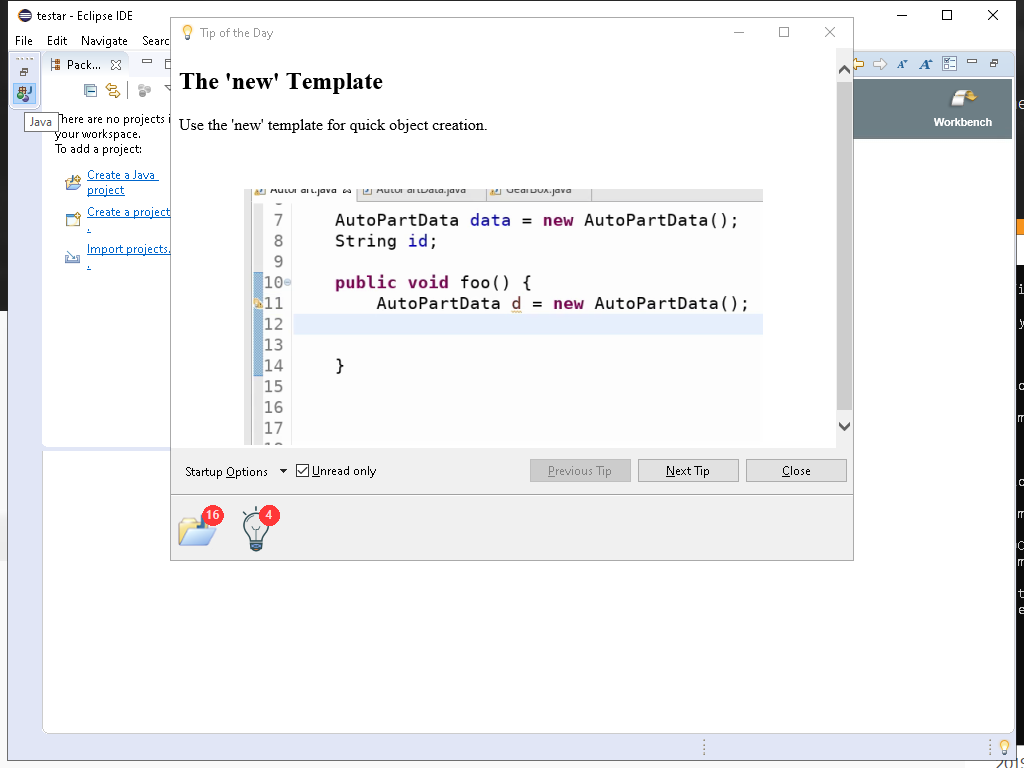 testar - Eclipse IDE
File Edit Navigate Searc
Pack...
Java
There are no projects i
your workspace.
To add a project:
Create a Java
project
Create a project
.
Import projects.
.
Tip of the Day
The 'new' Template
Use the 'new' template for quick object creation.
AutoPart.java AutoPartData.java GearBox.java
7 AutoPartData data = new AutoPartData();
8 String id;
9
10 public void foo() {
11 AutoPartData d = new AutoPartData();
12
13
14 }
15
16
17
18
Startup Options Unread only Previous Tip Next Tip Close
16 4
Workbench